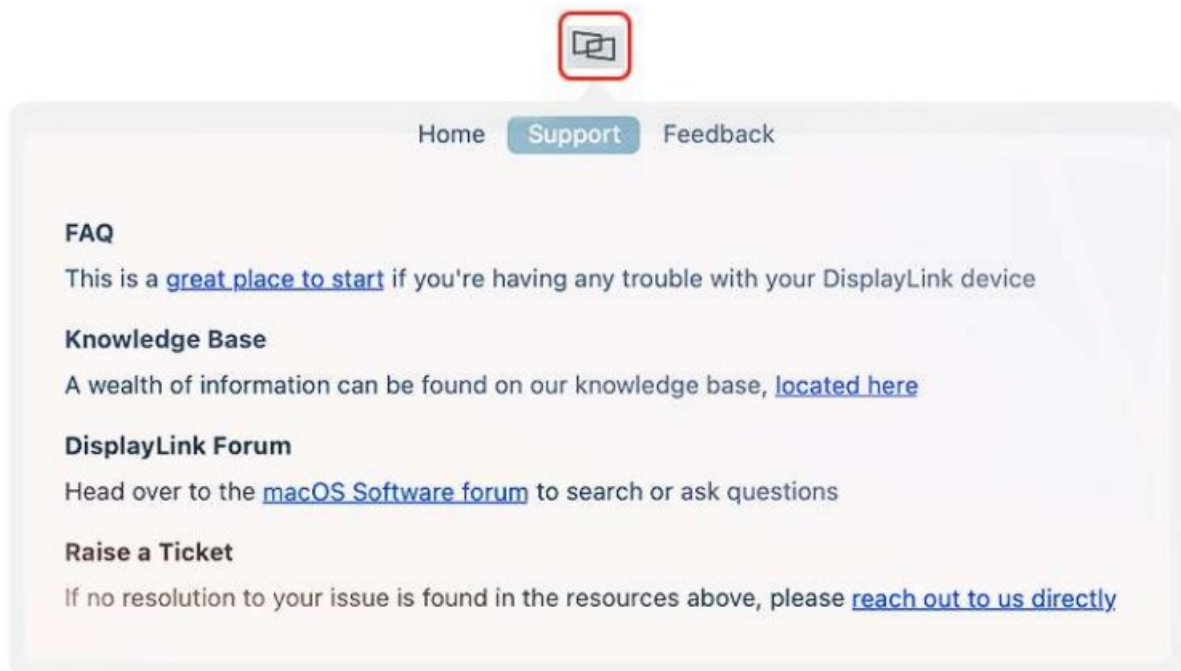 Home Support Feedback
FAQ
This is a great place to start if you're having any trouble with your DisplayLink device
Knowledge Base
A wealth of information can be found on our knowledge base, located here
DisplayLink Forum
Head over to the macOS Software forum to search or ask questions
Raise a Ticket
If no resolution to your issue is found in the resources above, please reach out to us directly